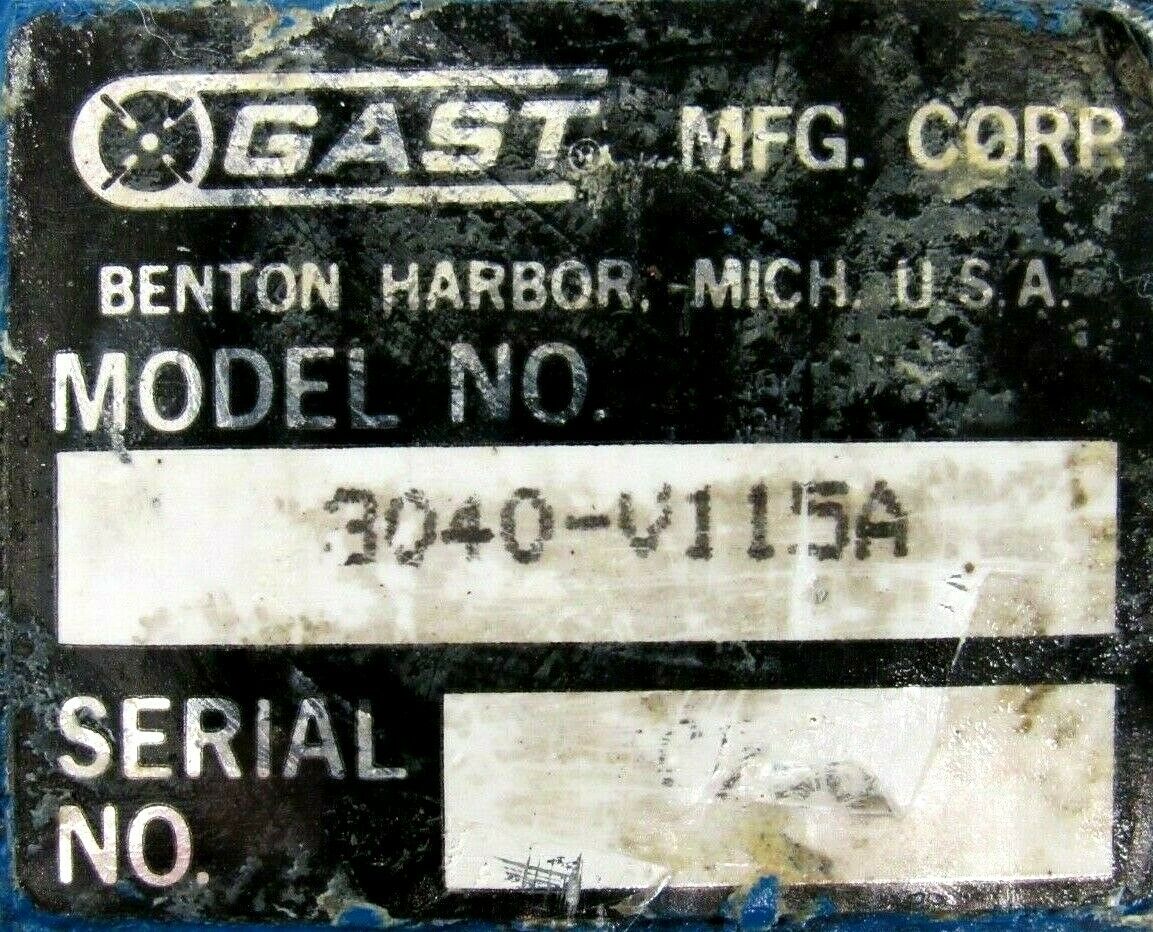 GAST® MFG. CORP.
BENTON HARBOR, MICH. U.S.A.
MODEL NO.
3040-V115A
SERIAL
NO.